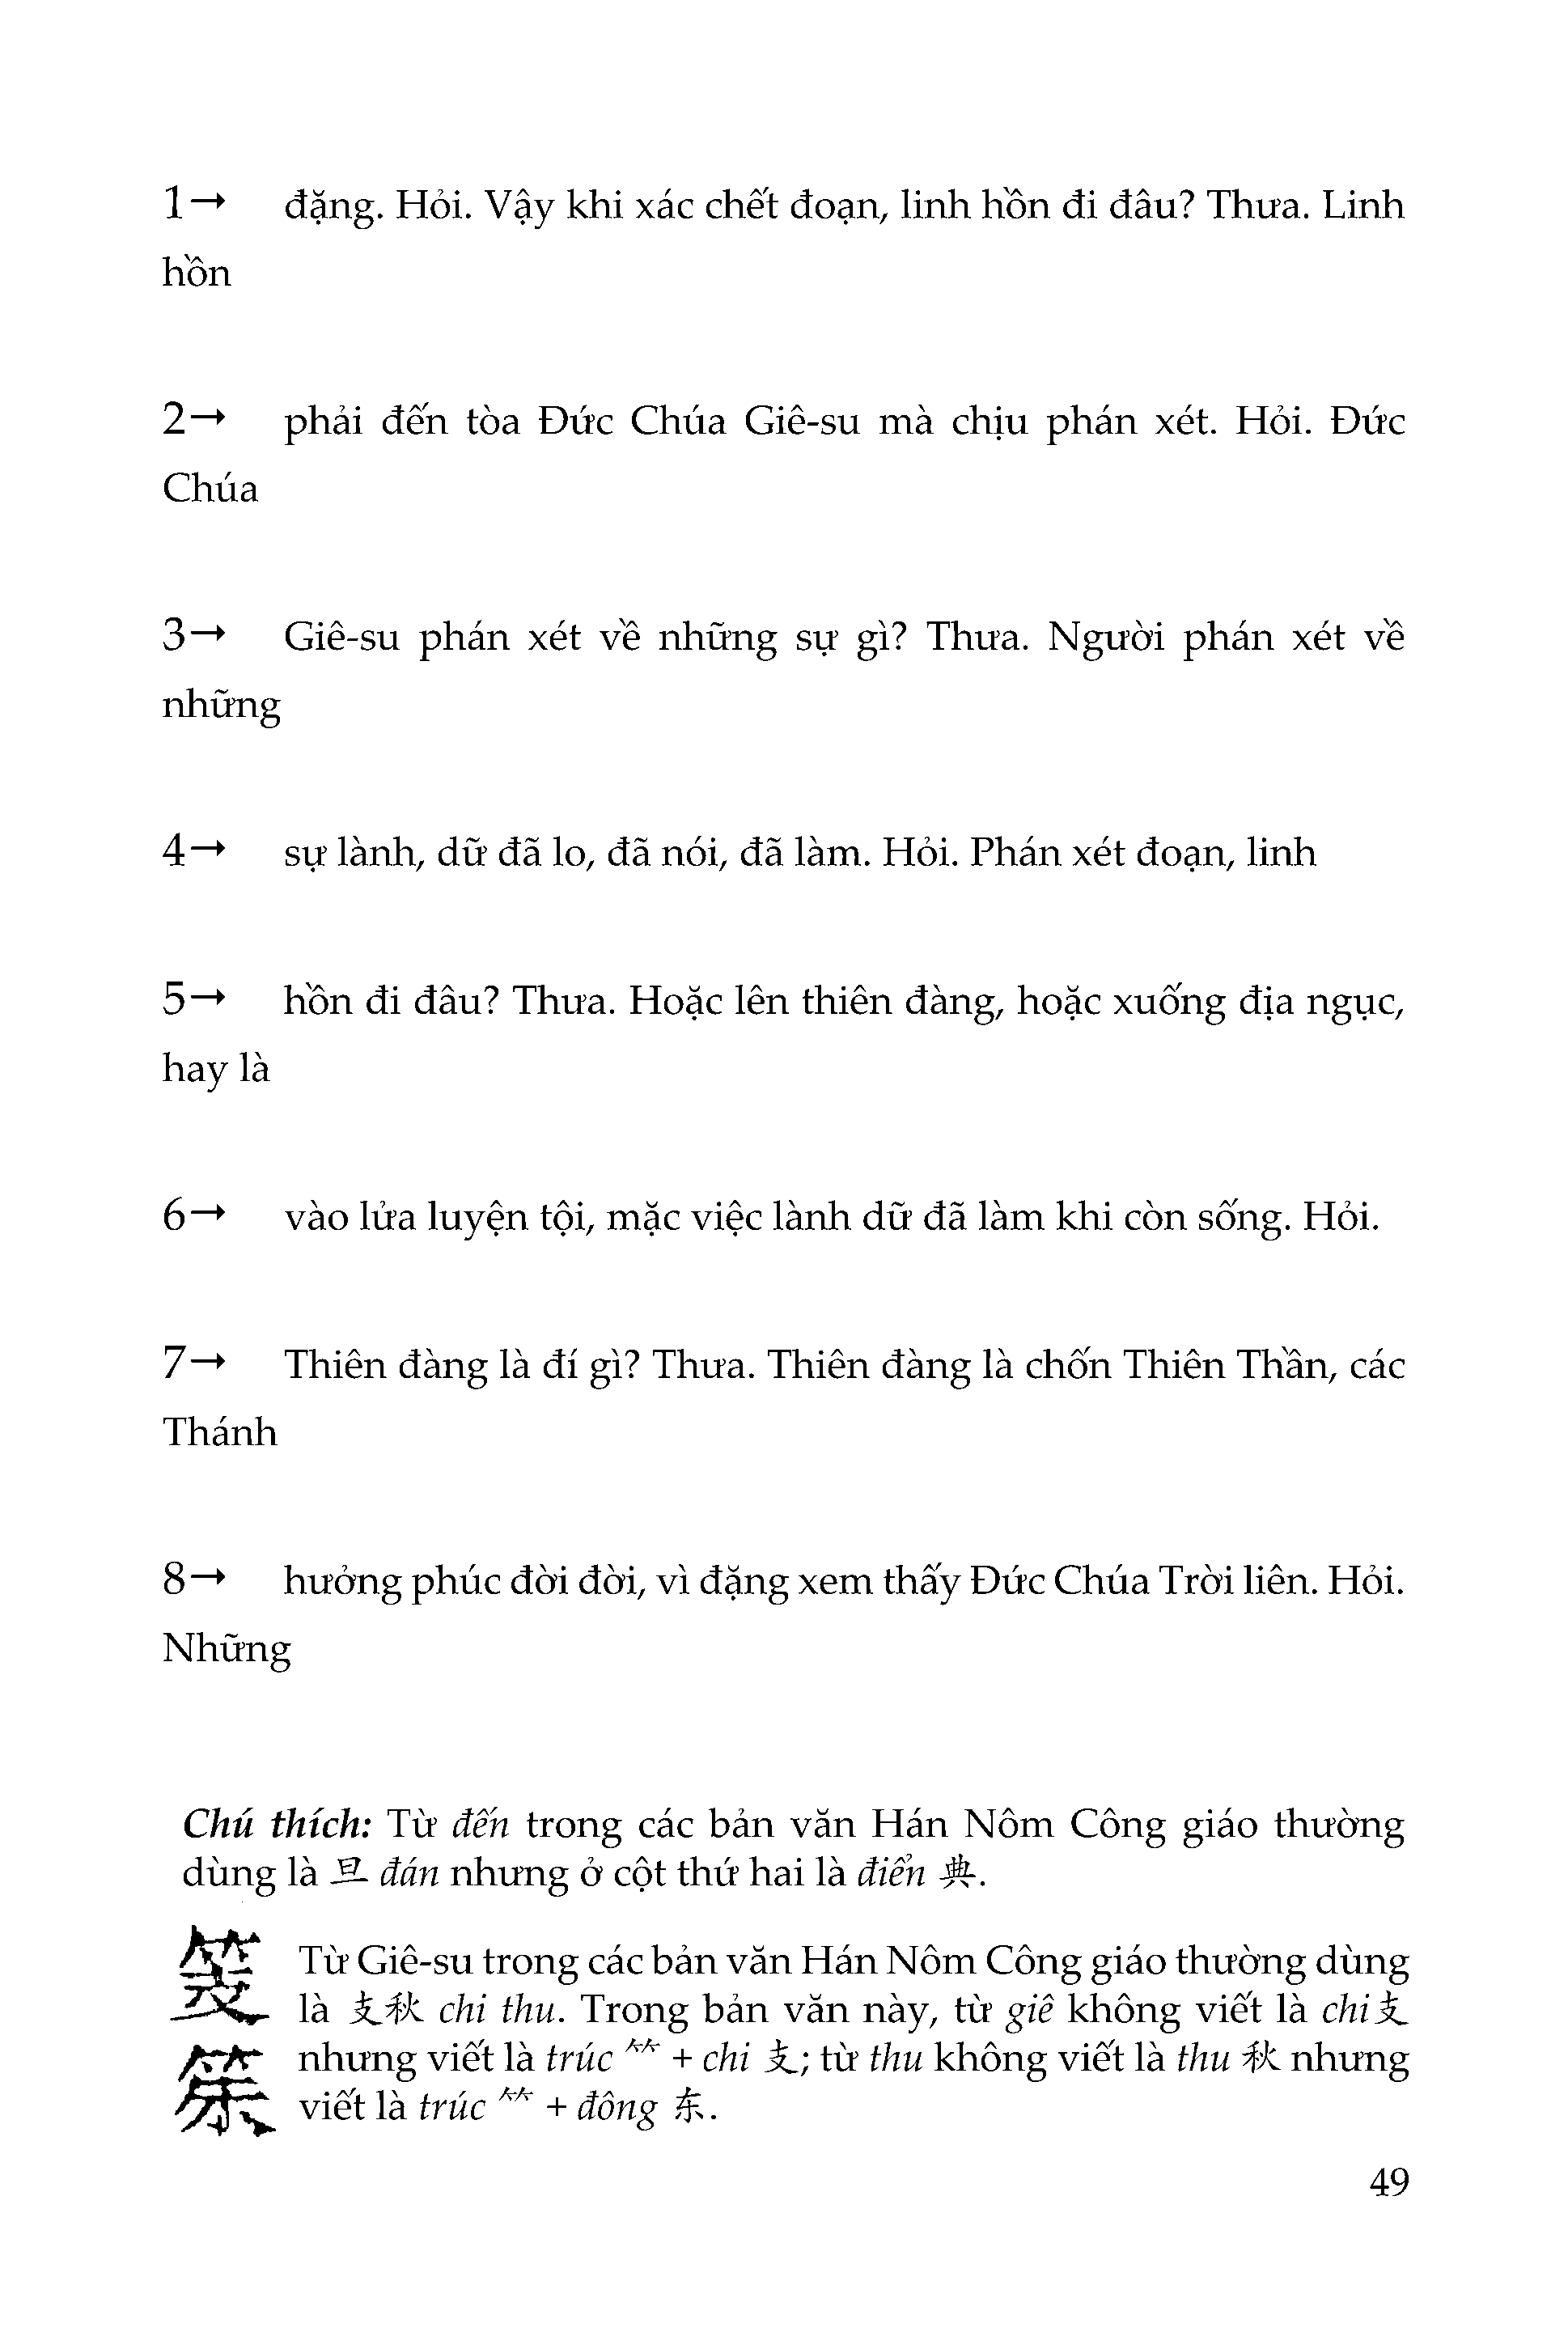 1→ đặng. Hỏi. Vậy khi xác chết đoạn, linh hồn đi đâu? Thưa. Linh
hồn
2→ phải đến tòa Đức Chúa Giê-su mà chịu phán xét. Hỏi. Đức
Chúa
3→ Giê-su phán xét về những sự gì? Thưa. Người phán xét về
những
4→ sự lành, dữ đã lo, đã nói, đã làm. Hỏi. Phán xét đoạn, linh
5→ hồn đi đâu? Thưa. Hoặc lên thiên đàng, hoặc xuống địa ngục,
hay là
6→ vào lửa luyện tội, mặc việc lành dữ đã làm khi còn sống. Hỏi.
7→ Thiên đàng là đí gì? Thưa. Thiên đàng là chốn Thiên Thần, các
Thánh
8→ hưởng phúc đời đời, vì đặng xem thấy Đức Chúa Trời liên. Hỏi.
Những
Chú thích: Từ đến trong các bản văn Hán Nôm Công giáo thường
dùng là 旦 đán nhưng ở cột thứ hai là điển 典.
Từ Giê-su trong các bản văn Hán Nôm Công giáo thường dùng
là 支秋 chi thu. Trong bản văn này, từ giê không viết là chi支
nhưng viết là trúc ⺮ + chi 支; từ thu không viết là thu 秋 nhưng
viết là trúc ⺮ + đông 东.
49